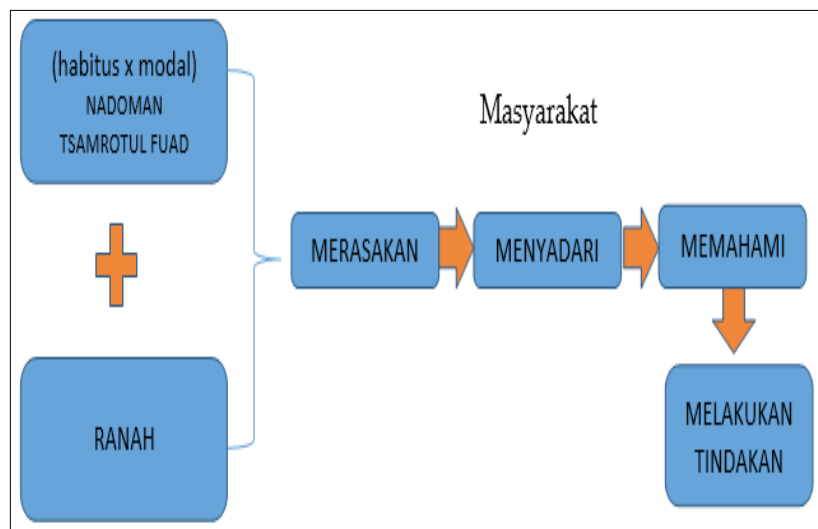 (habitus x modal)
NADOMAN
TSAMROTUL FUAD
Masyarakat
MERASAKAN
MENYADARI
MEMAHAMI
RANAH
MELAKUKAN
TINDAKAN